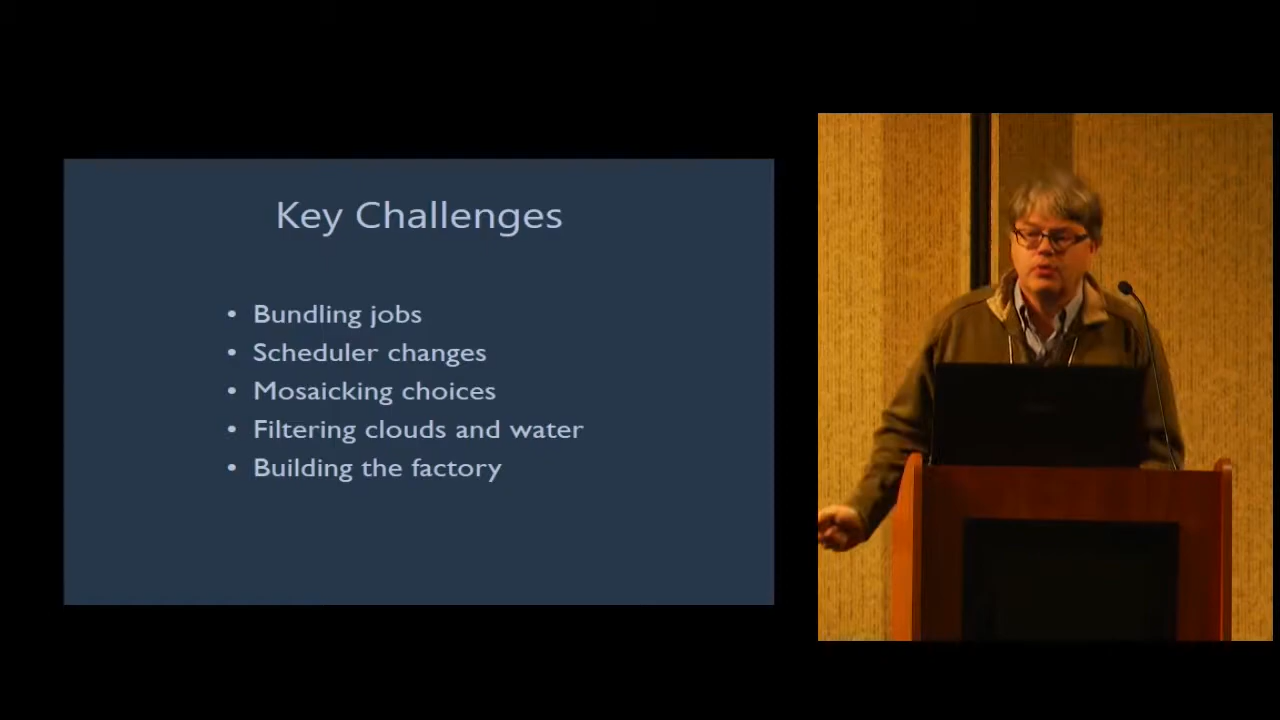 Key Challenges
• Bundling jobs
• Scheduler changes
• Mosaicking choices
• Filtering clouds and water
• Building the factory